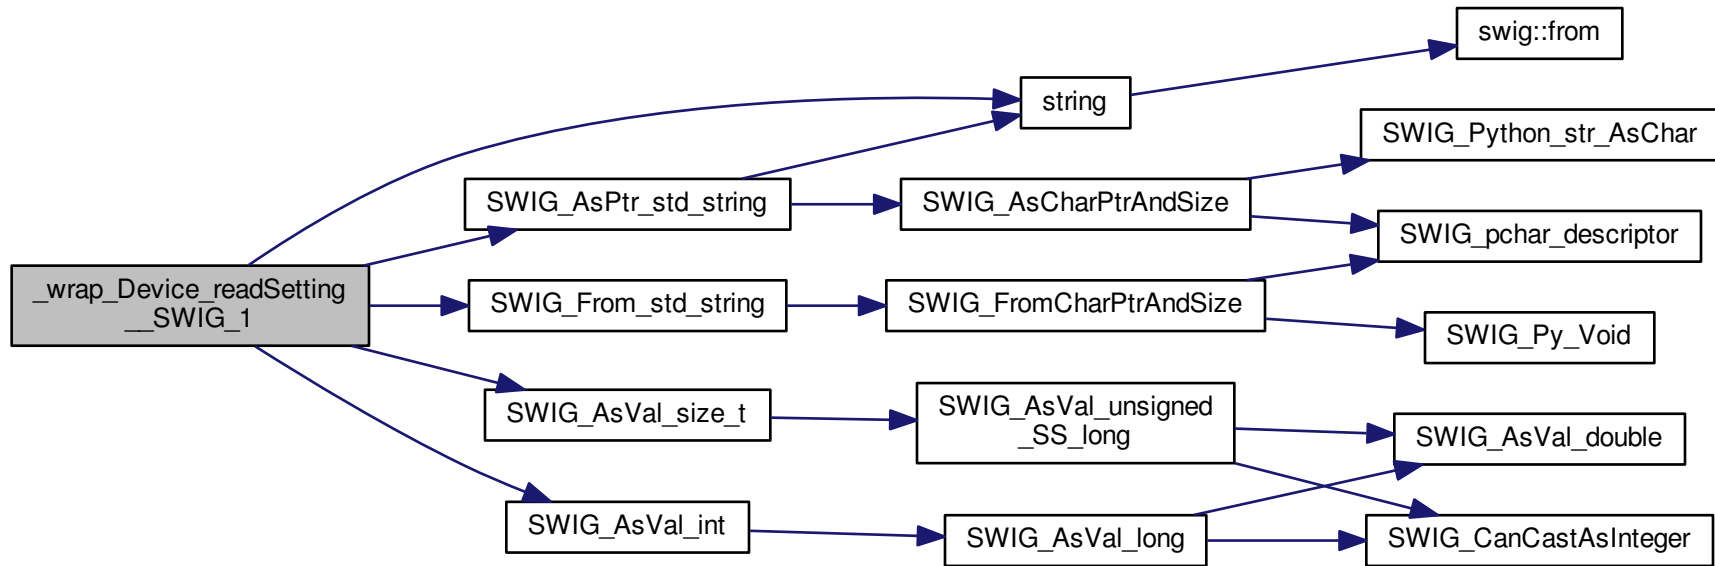 swig::from
string
SWIG_Python_str_AsChar
SWIG_AsPtr_std_string
SWIG_AsCharPtrAndSize
SWIG_pchar_descriptor
_wrap_Device_readSetting
__SWIG_1
SWIG_From_std_string
SWIG_FromCharPtrAndSize
SWIG_Py_Void
SWIG_AsVal_size_t
SWIG_AsVal_unsigned
_SS_long
SWIG_AsVal_double
SWIG_AsVal_int
SWIG_AsVal_long
SWIG_CanCastAsInteger